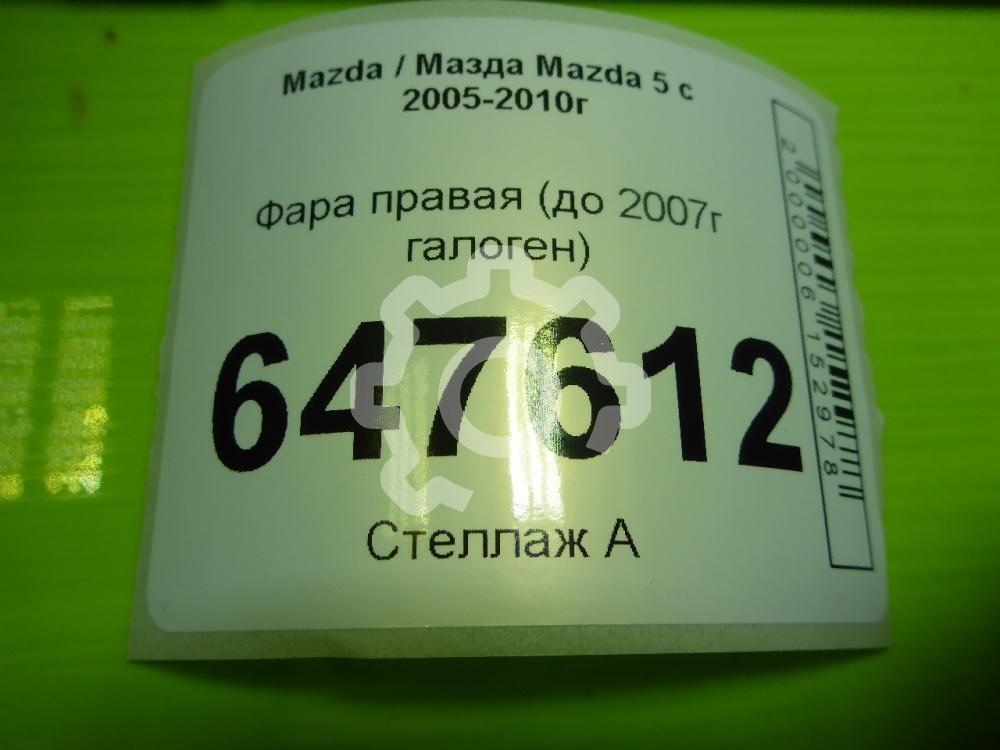 Mazda / Мазда Mazda 5 с
2005-2010г
Фара правая (до 2007г
галоген)
647612
Стеллаж А
2000006152978